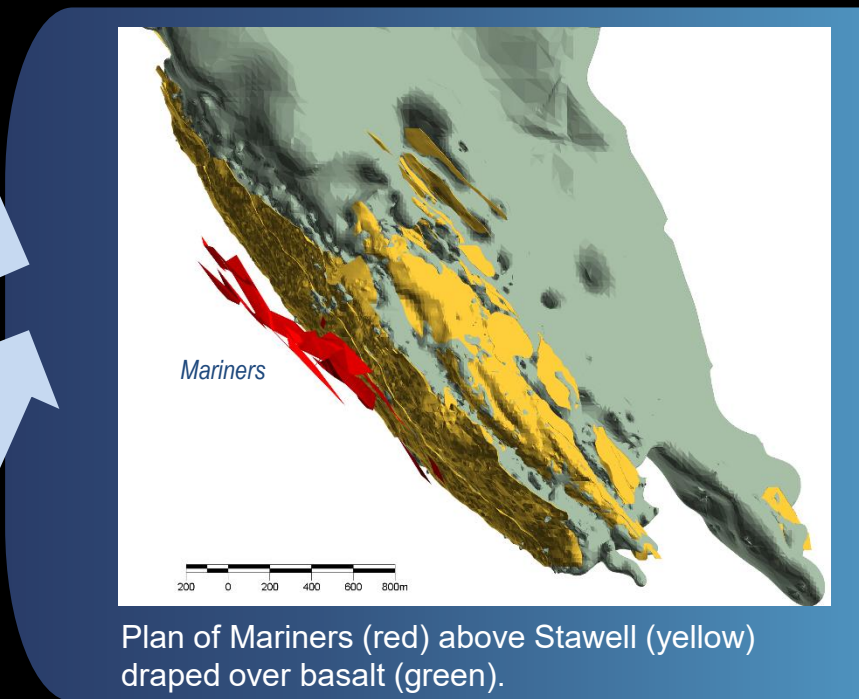 Mariners
200 0 200 400 600 800m
Plan of Mariners (red) above Stawell (yellow)
draped over basalt (green).